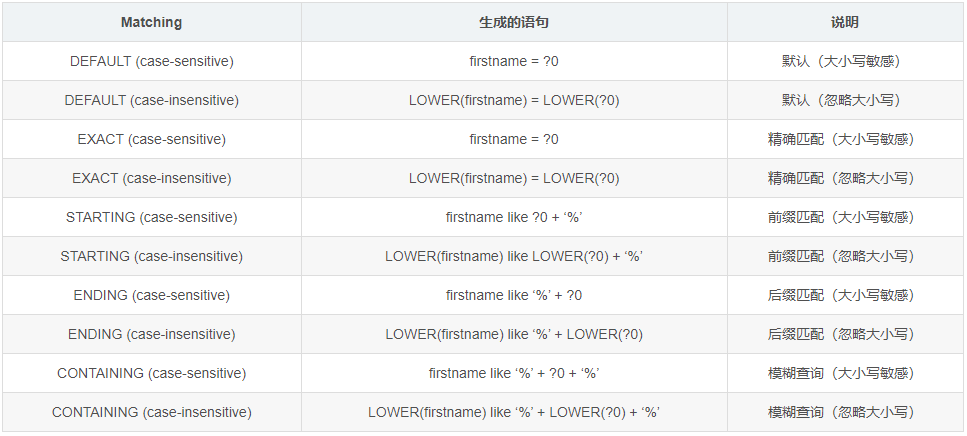 Matching 生成的语句 说明
DEFAULT (case-sensitive) firstname = ?0 默认（大小写敏感）
DEFAULT (case-insensitive) LOWER(firstname) = LOWER(?0) 默认（忽略大小写）
EXACT (case-sensitive) firstname = ?0 精确匹配（大小写敏感）
EXACT (case-insensitive) LOWER(firstname) = LOWER(?0) 精确匹配（忽略大小写）
STARTING (case-sensitive) firstname like ?0 + ‘%’ 前缀匹配（大小写敏感）
STARTING (case-insensitive) LOWER(firstname) like LOWER(?0) + ‘%’ 前缀匹配（忽略大小写）
ENDING (case-sensitive) firstname like ‘%’ + ?0 后缀匹配（大小写敏感）
ENDING (case-insensitive) LOWER(firstname) like ‘%’ + LOWER(?0) 后缀匹配（忽略大小写）
CONTAINING (case-sensitive) firstname like ‘%’ + ?0 + ‘%’ 模糊查询（大小写敏感）
CONTAINING (case-insensitive) LOWER(firstname) like ‘%’ + LOWER(?0) + ‘%’ 模糊查询（忽略大小写）